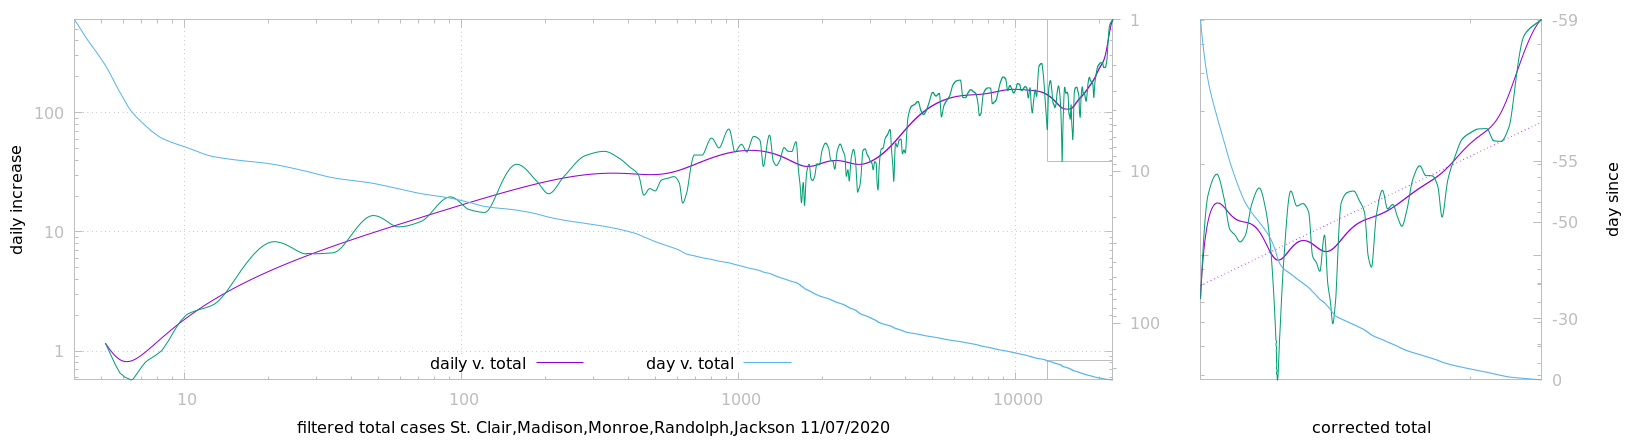 1
-59
100
daily increase
10
-55
day since
10
-50
100
-30
1
daily v. total
day v. total
0
10
100
1000
10000
filtered total cases St. Clair,Madison,Monroe,Randolph,Jackson 11/07/2020
corrected total